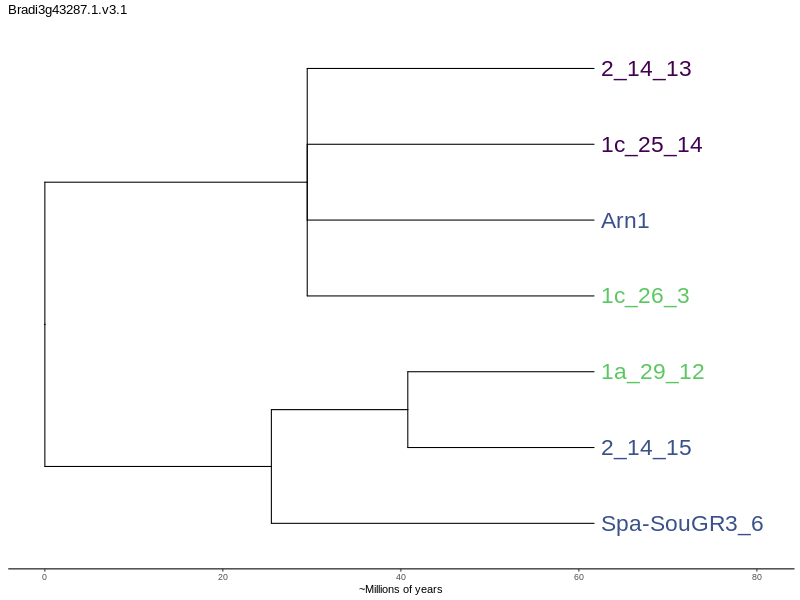 Bradi3g43287.1.v3.1
2_14_13
1c_25_14
Arn1
1c_26_3
1a_29_12
2_14_15
Spa-SouGR3_6
0 20 40 60 80
~Millions of years